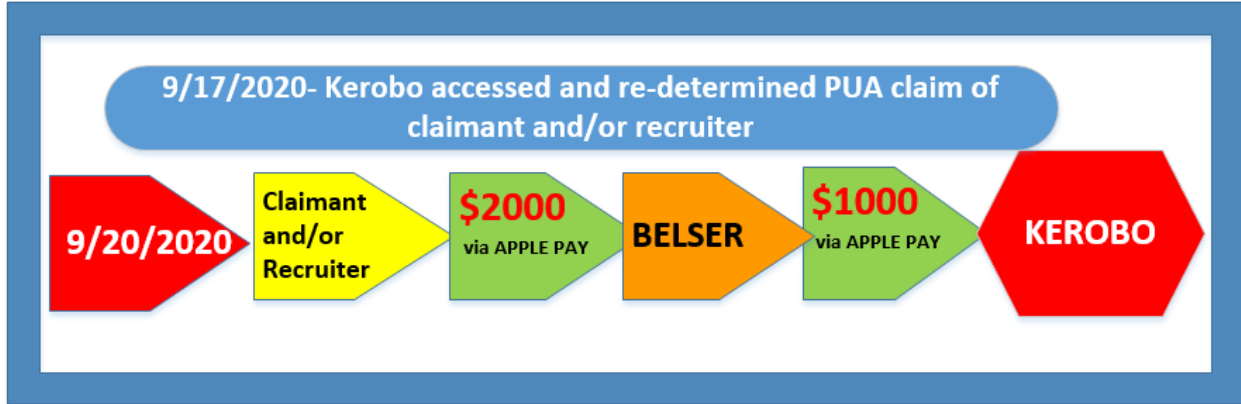 9/17/2020- Kerobo accessed and re-determined PUA claim of
claimant and/or recruiter
9/20/2020
Claimant
and/or
Recruiter
$2000
via APPLE PAY
BELSER
$1000
via APPLE PAY
KEROBO